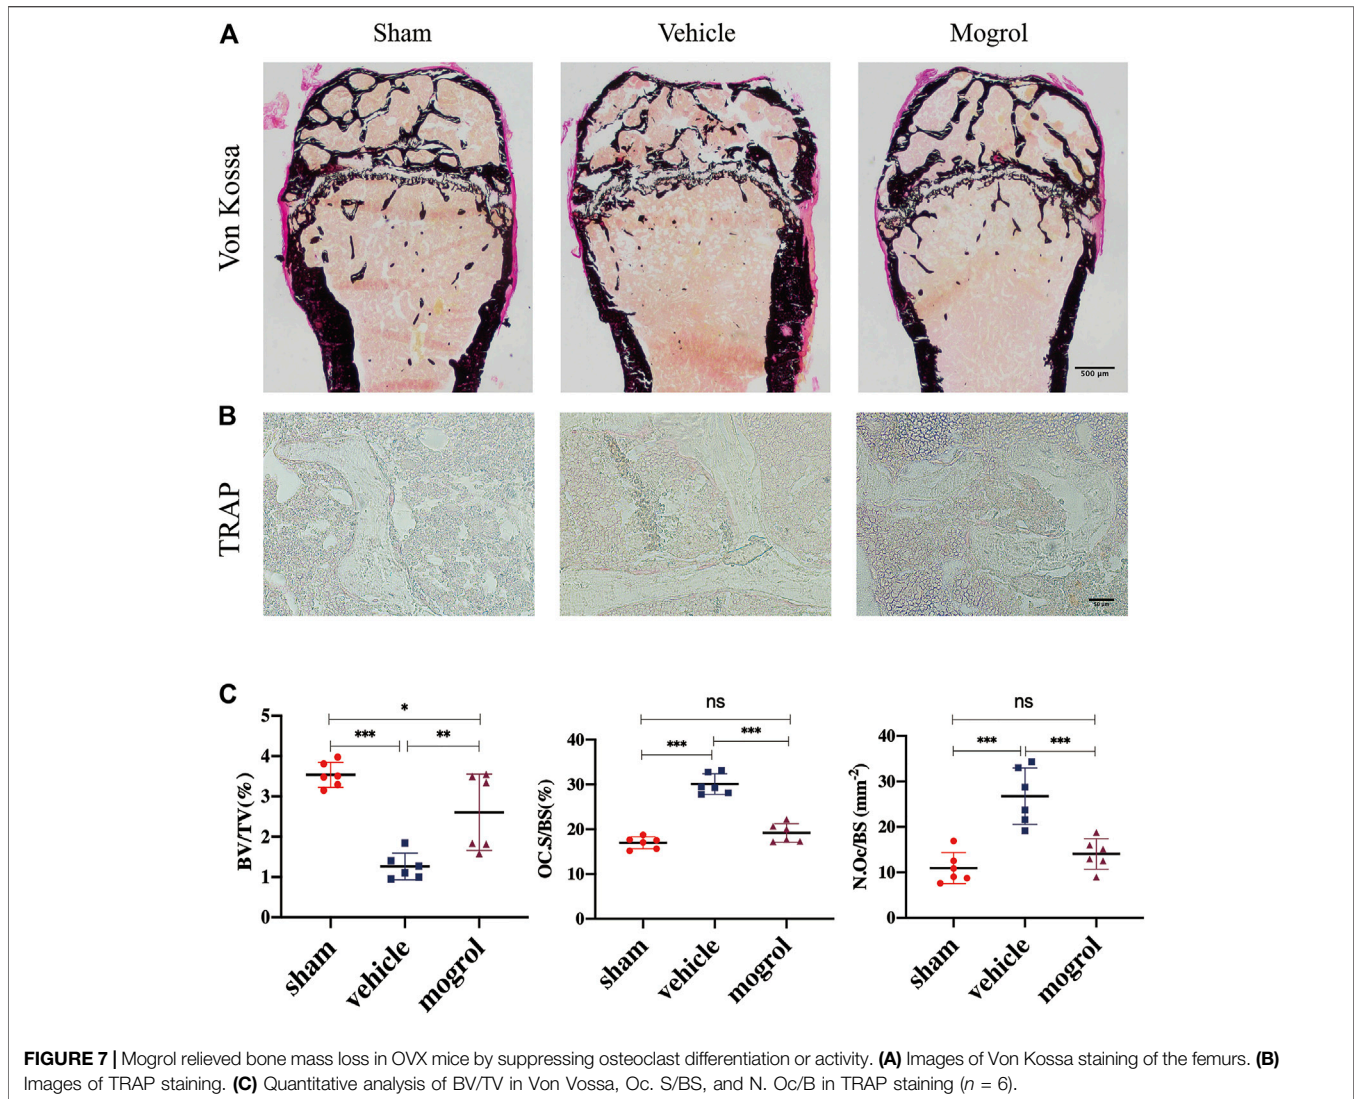 A
Sham
Vehicle
Mogrol
Von Kossa
500 µm
B
TRAP
50 µm
C
BV/TV(%)
5
4
3
2
1
0
*
***
**
sham
vehicle
mogrol
OC.S/BS(%)
40
30
20
10
0
ns
***
***
sham
vehicle
mogrol
N.Oc/BS (mm-2)
40
30
20
10
0
ns
***
***
sham
vehicle
mogrol
FIGURE 7 | Mogrol relieved bone mass loss in OVX mice by suppressing osteoclast differentiation or activity. (A) Images of Von Kossa staining of the femurs. (B)
Images of TRAP staining. (C) Quantitative analysis of BV/TV in Von Vossa, Oc. S/BS, and N. Oc/B in TRAP staining (n = 6).